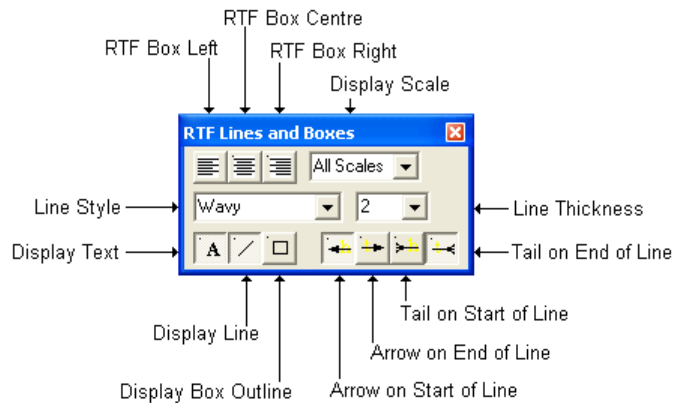 RTF Box Centre
RTF Box Left
RTF Box Right
Display Scale
RTF Lines and Boxes
All Scales
Line Style
Wavy
2
Line Thickness
Display Text
A
Tail on End of Line
Tail on Start of Line
Display Line
Arrow on End of Line
Display Box Outline
Arrow on Start of Line